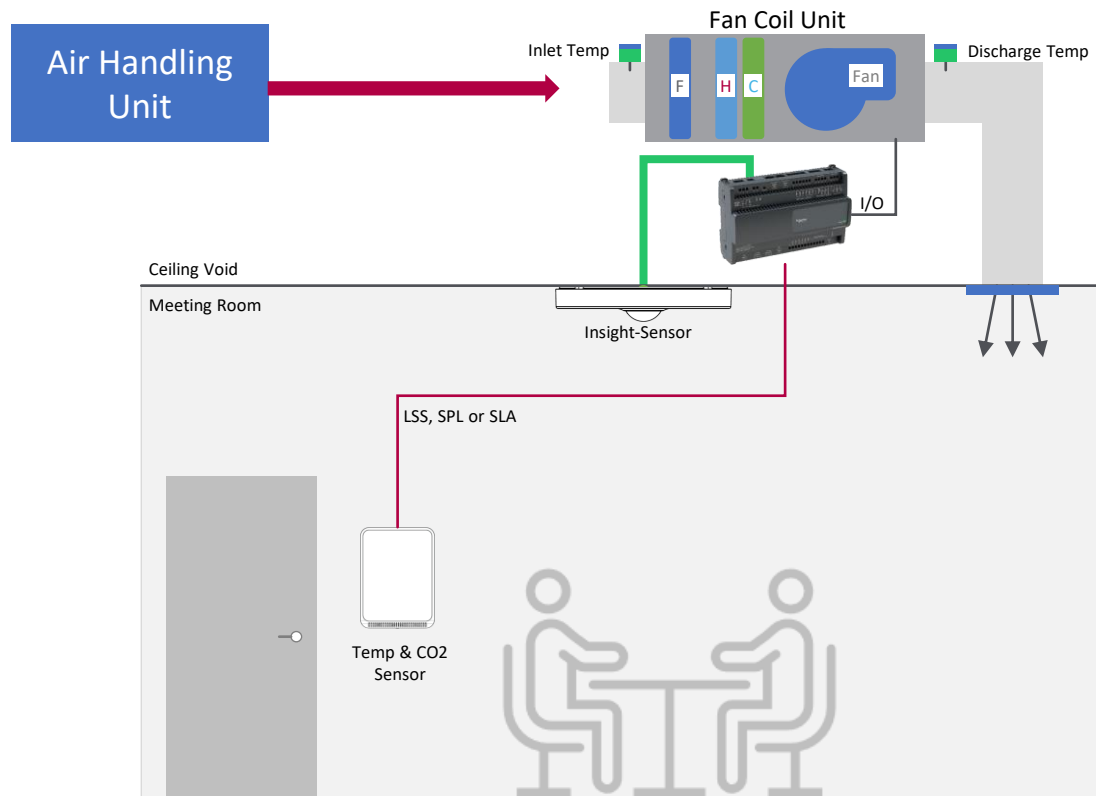 Fan Coil Unit
Air Handling
Unit
Inlet Temp
Discharge Temp
F
H
C
Fan
I/O
Ceiling Void
Meeting Room
Insight-Sensor
LSS, SPL or SLA
Temp & CO2
Sensor